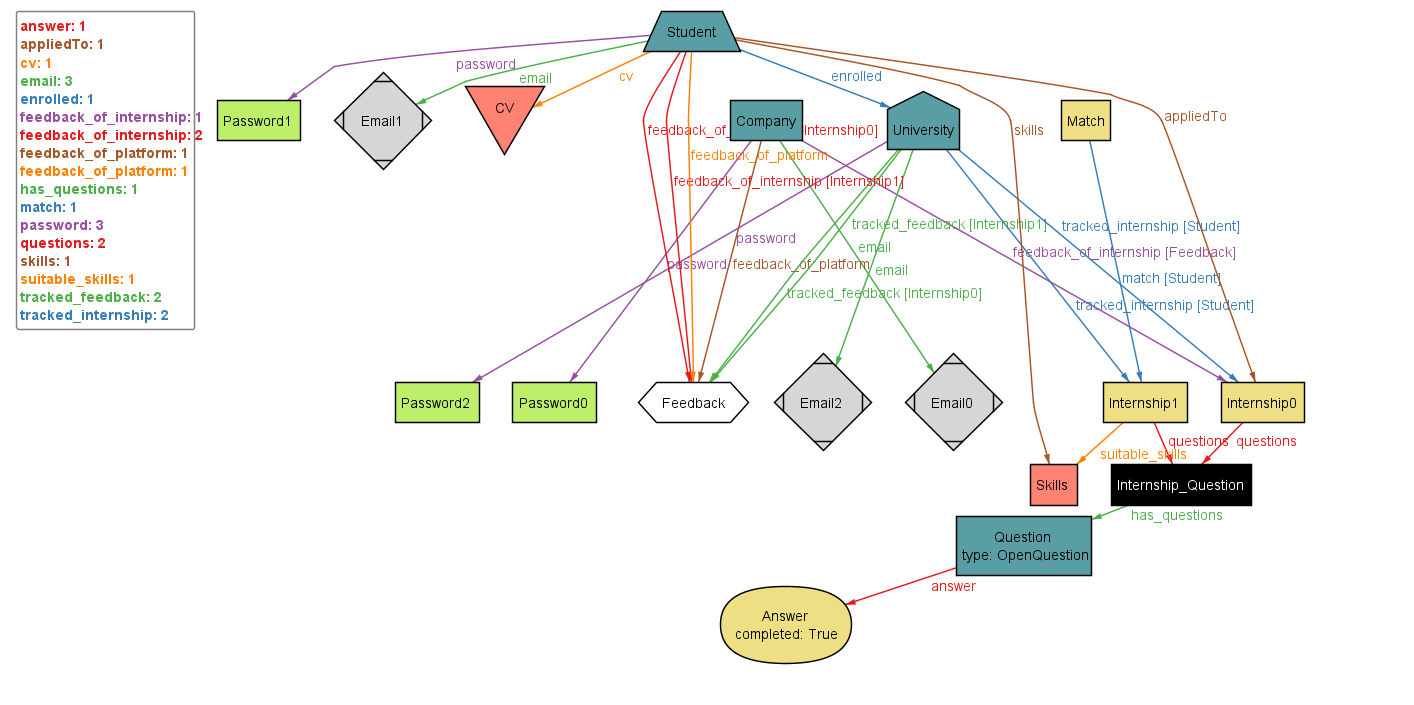 answer: 1
appliedTo: 1
cv: 1
email: 3
enrolled: 1
feedback_of_internship: 1
feedback_of_internship: 2
feedback_of_platform: 1
feedback_of_platform: 1
has_questions: 1
match: 1
password: 3
questions: 2
skills: 1
suitable_skills: 1
tracked_feedback: 2
tracked_internship: 2
Student
password
email
cv
enrolled
Password1
Email1
CV
Company
University
Match
appliedTo
skills
feedback_of_
Internship0]
feedback_of_platform
feedback_of_internship [Internship1]
tracked_feedback [Internship1]
tracked_internship [Student]
password
email
feedback_of_internship [Feedback]
password
feedback_of_platform
email
match [Student]
tracked_feedback [Internship0]
tracked_internship [Student]
Password2
Password0
Feedback
Email2
Email0
Internship1
Internship0
questions
questions
suitable_skills
Skills
Internship_Question
has_questions
Question
type: OpenQuestion
answer
Answer
completed: True